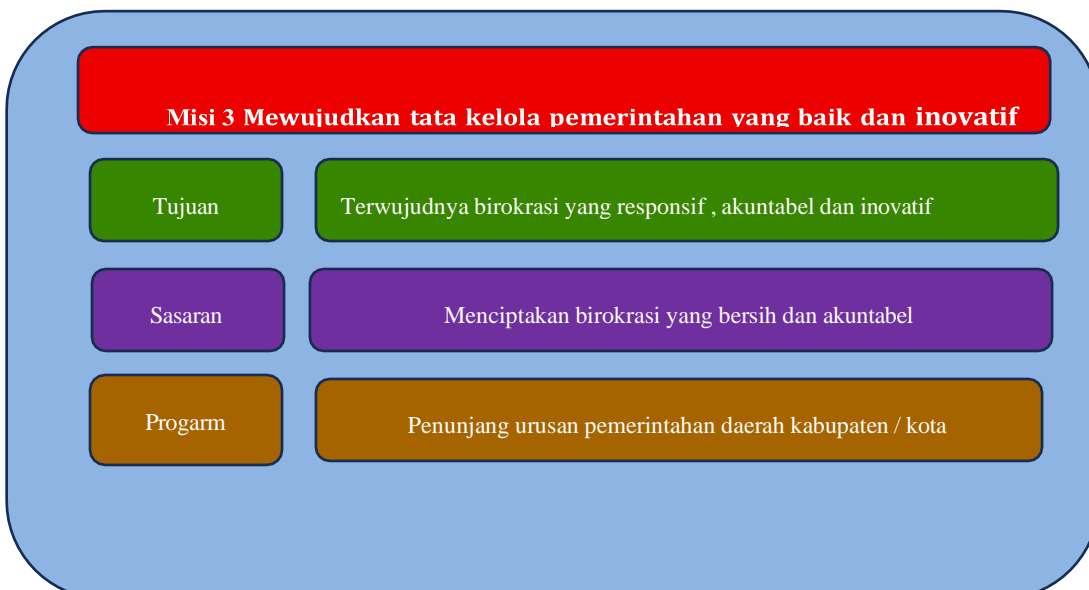 Misi 3 Mewujudkan tata kelola pemerintahan yang baik dan inovatif
Tujuan
Terwujudnya birokrasi yang responsif , akuntabel dan inovatif
Sasaran
Menciptakan birokrasi yang bersih dan akuntabel
Progarm
Penunjang urusan pemerintahan daerah kabupaten / kota